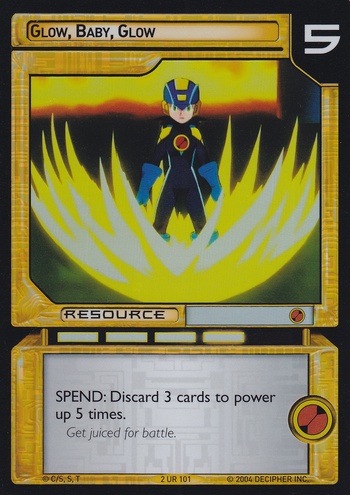 Glow, Baby, Glow
5
RESOURCE
SPEND: Discard 3 cards to power
up 5 times.
Get juiced for battle.
© C/S, S, T 2 UR 101 © 2004 DECIPHER INC.